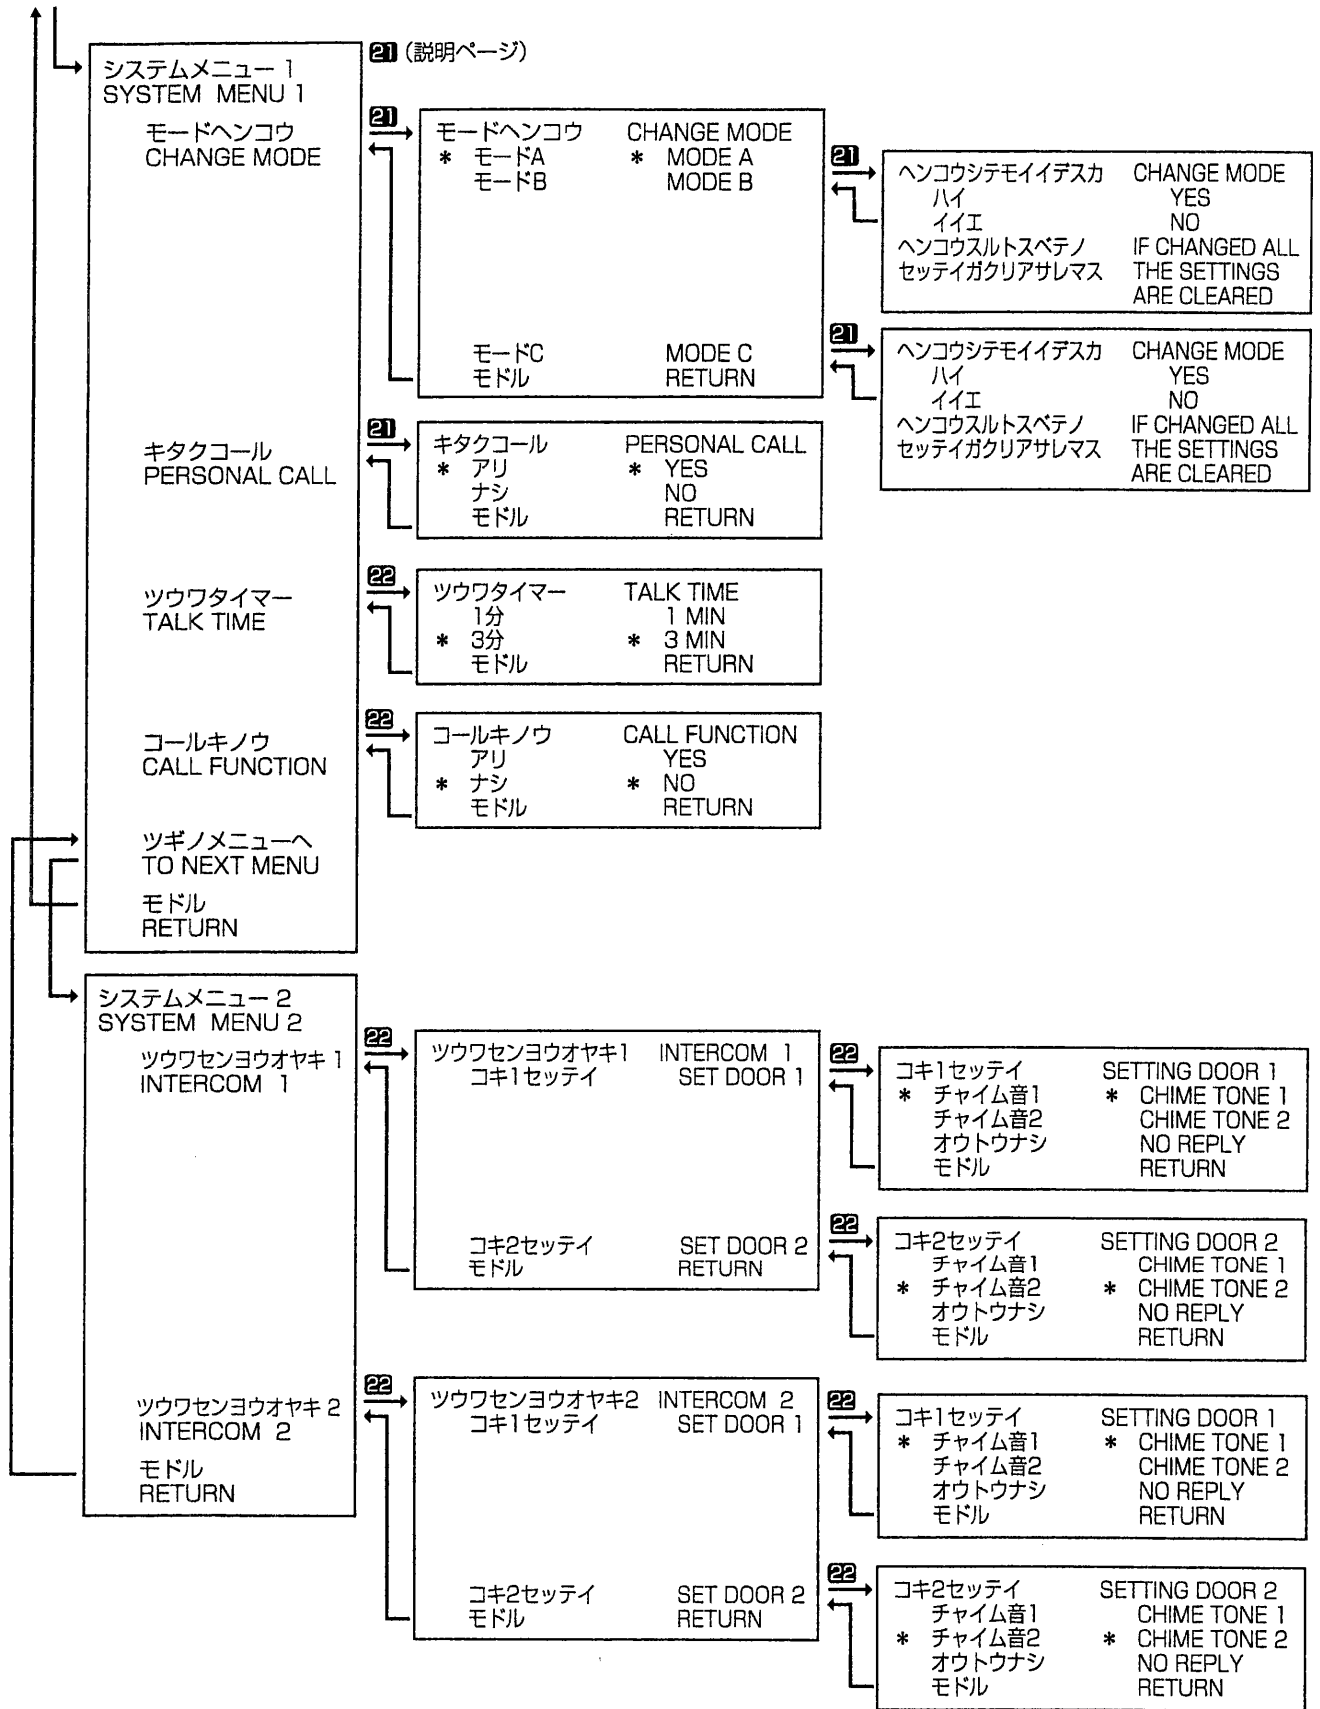 21 (説明ページ)
システムメニュー 1
SYSTEM MENU 1
モードヘンコウ
CHANGE MODE
21
モードヘンコウ CHANGE MODE
* モードA * MODE A
モードB MODE B
モードC MODE C
モドル RETURN
21
ヘンコウシテモイイデスカ CHANGE MODE
ハイ YES
イイエ NO
ヘンコウスルトスベテノ IF CHANGED ALL
セッテイガクリアサレマス THE SETTINGS
ARE CLEARED
21
ヘンコウシテモイイデスカ CHANGE MODE
ハイ YES
イイエ NO
ヘンコウスルトスベテノ IF CHANGED ALL
セッテイガクリアサレマス THE SETTINGS
ARE CLEARED
キタクコール
PERSONAL CALL
21
キタクコール PERSONAL CALL
* アリ * YES
ナシ NO
モドル RETURN
ツウワタイマー
TALK TIME
22
ツウワタイマー TALK TIME
1分 1 MIN
* 3分 * 3 MIN
モドル RETURN
コールキノウ
CALL FUNCTION
22
コールキノウ CALL FUNCTION
アリ YES
* ナシ * NO
モドル RETURN
ツギノメニューヘ
TO NEXT MENU
モドル
RETURN
システムメニュー 2
SYSTEM MENU 2
ツウワセンヨウオヤキ 1
INTERCOM 1
22
ツウワセンヨウオヤキ1 INTERCOM 1
コキ1セッテイ SET DOOR 1
コキ2セッテイ SET DOOR 2
モドル RETURN
22
コキ1セッテイ SETTING DOOR 1
* チャイム音1 * CHIME TONE 1
チャイム音2 CHIME TONE 2
オウトウナシ NO REPLY
モドル RETURN
22
コキ2セッテイ SETTING DOOR 2
チャイム音1 CHIME TONE 1
* チャイム音2 * CHIME TONE 2
オウトウナシ NO REPLY
モドル RETURN
ツウワセンヨウオヤキ 2
INTERCOM 2
モドル
RETURN
22
ツウワセンヨウオヤキ2 INTERCOM 2
コキ1セッテイ SET DOOR 1
コキ2セッテイ SET DOOR 2
モドル RETURN
22
コキ1セッテイ SETTING DOOR 1
* チャイム音1 * CHIME TONE 1
チャイム音2 CHIME TONE 2
オウトウナシ NO REPLY
モドル RETURN
22
コキ2セッテイ SETTING DOOR 2
チャイム音1 CHIME TONE 1
* チャイム音2 * CHIME TONE 2
オウトウナシ NO REPLY
モドル RETURN